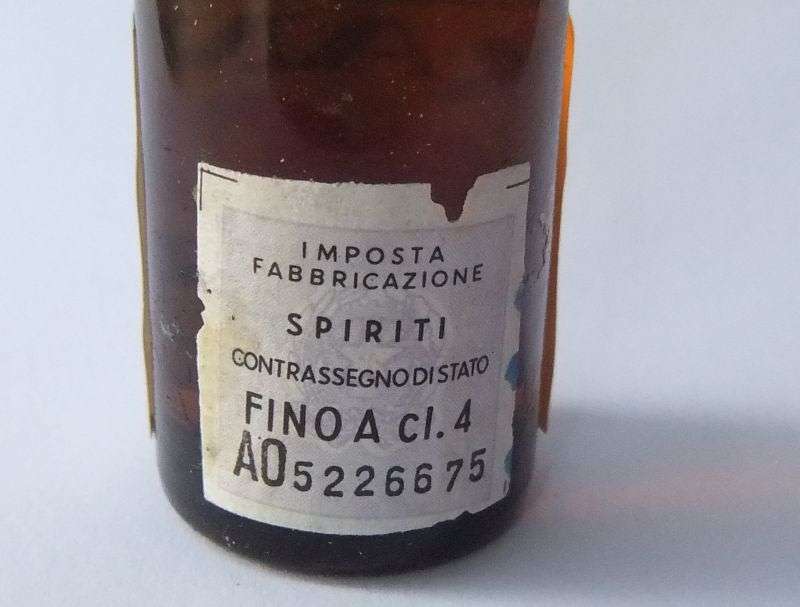 IMPOSTA
FABBRICAZIONE
SPIRITI
CONTRASSEGNO DI STATO
FINO A cl. 4
AO5226675